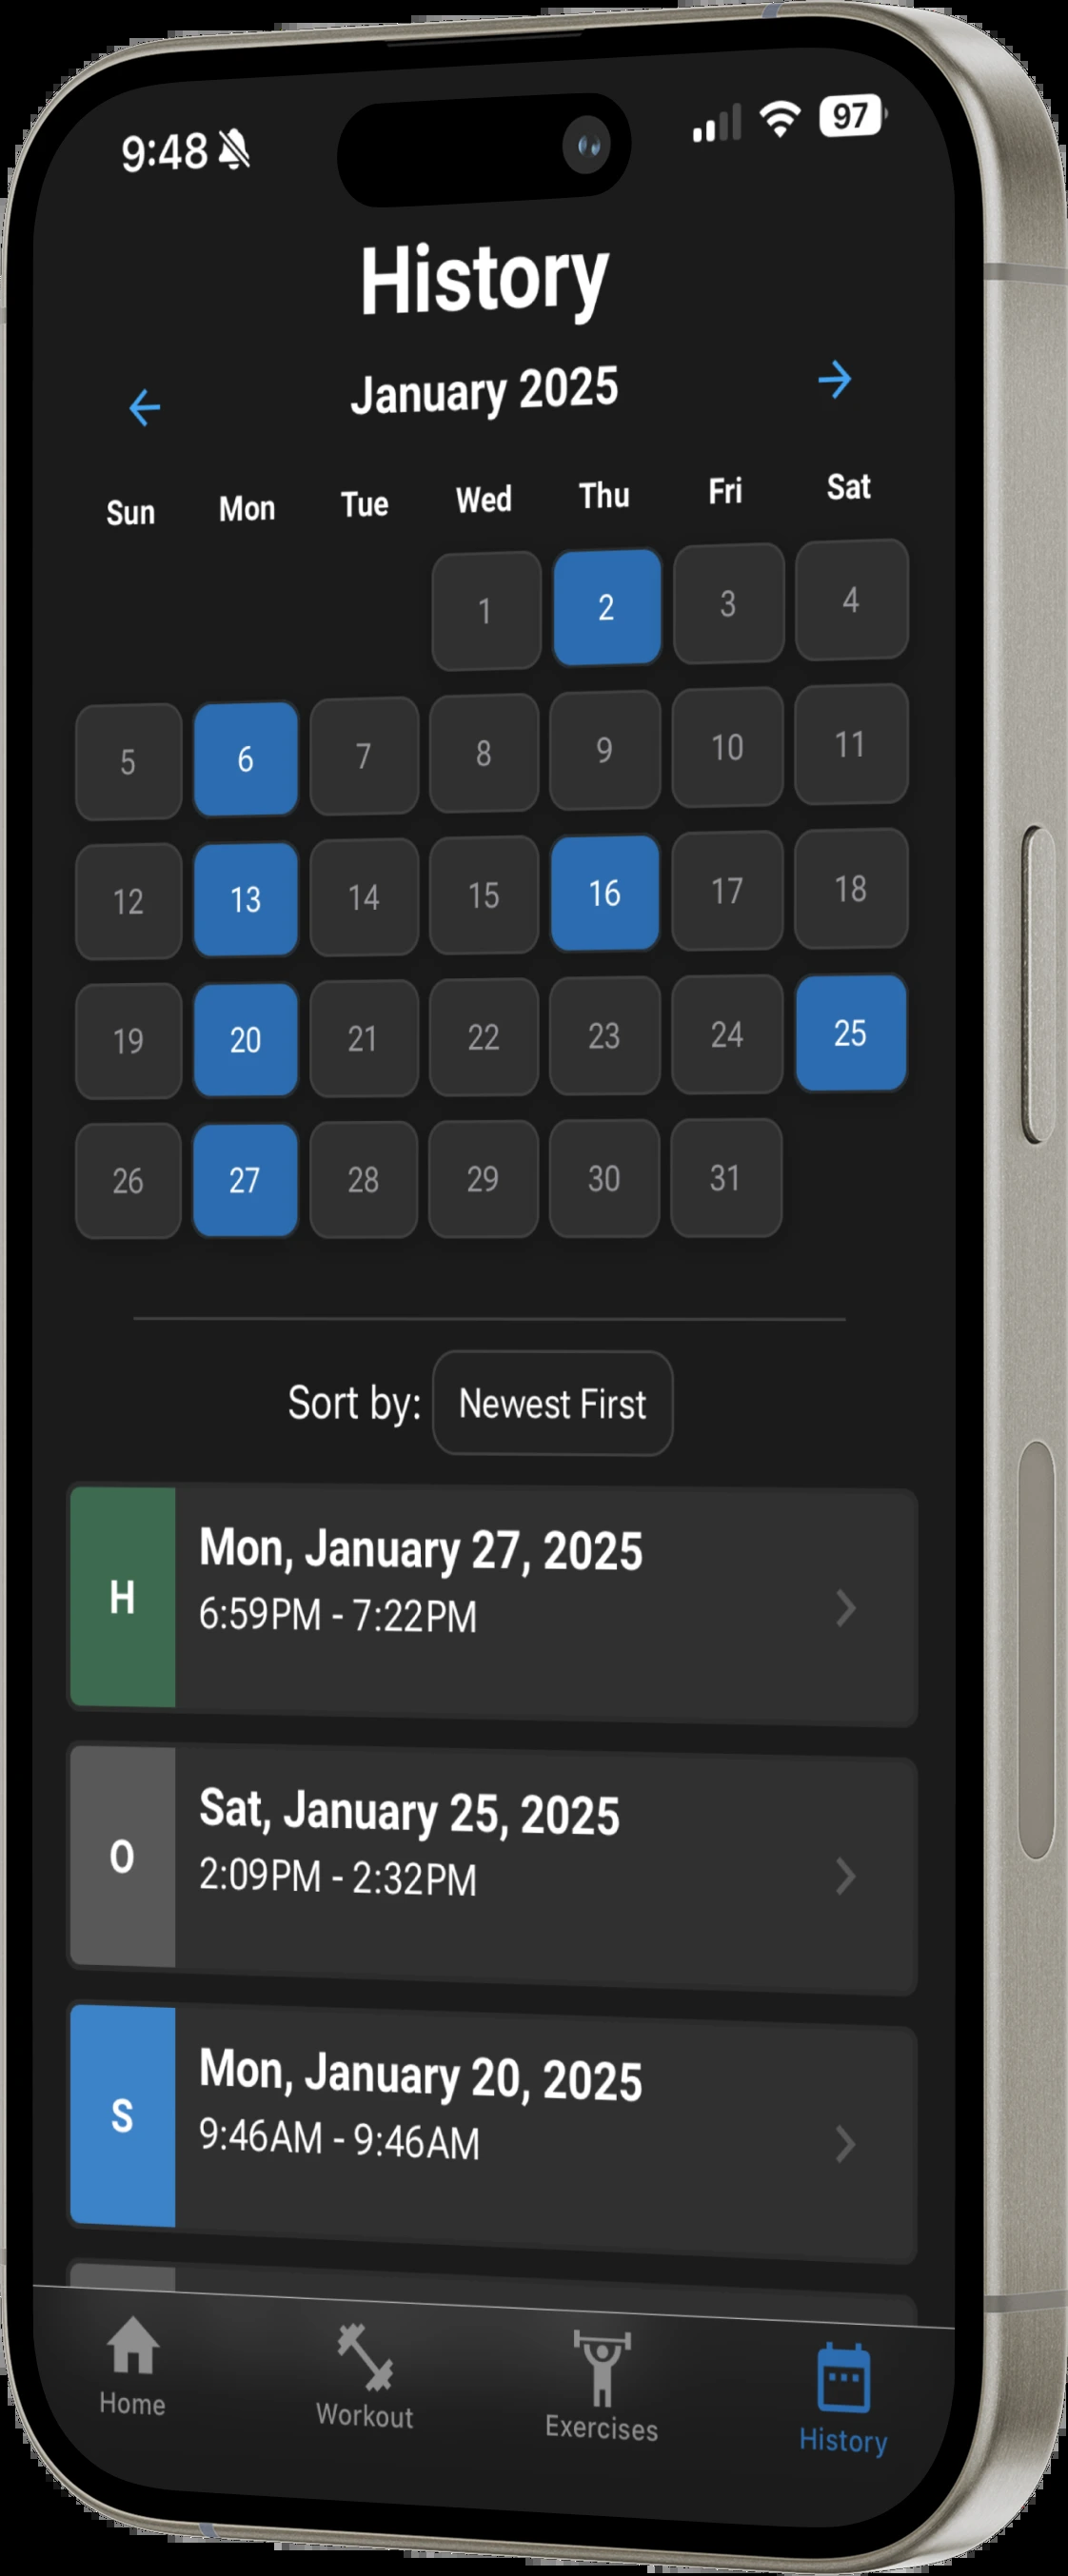 9:48 97
History
January 2025
Sun Mon Tue Wed Thu Fri Sat
1 2 3 4
5 6 7 8 9 10 11
12 13 14 15 16 17 18
19 20 21 22 23 24 25
26 27 28 29 30 31
Sort by: Newest First
H
Mon, January 27, 2025
6:59PM - 7:22PM
O
Sat, January 25, 2025
2:09PM - 2:32PM
S
Mon, January 20, 2025
9:46AM - 9:46AM
Home Workout Exercises History